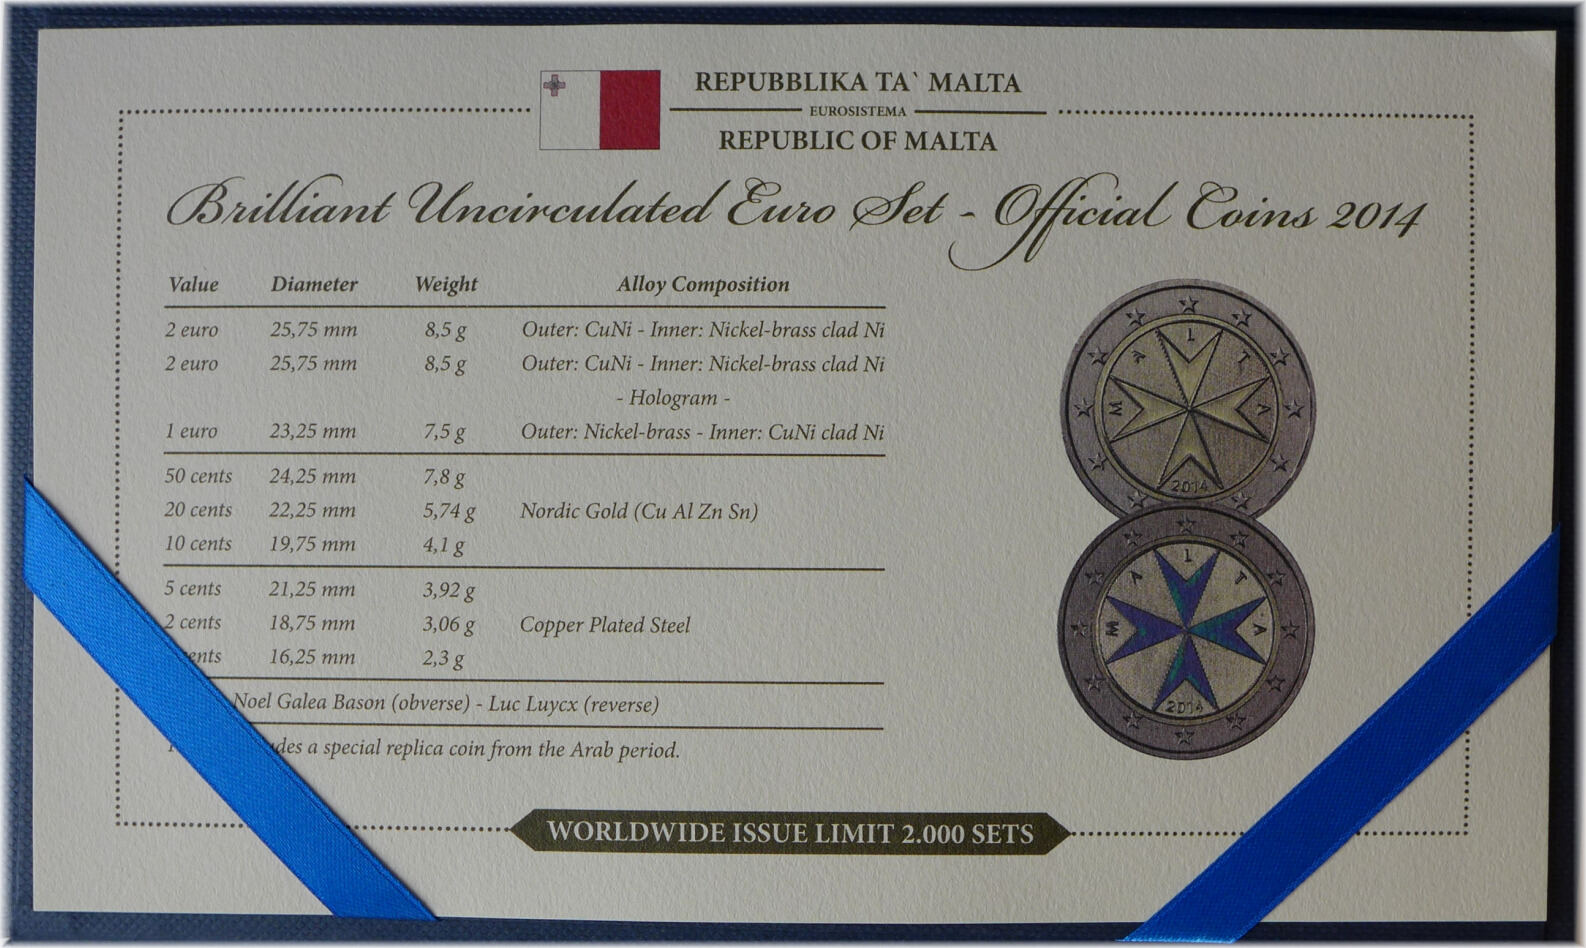 REPUBBLIKA TA` MALTA
EUROSISTEMA
REPUBLIC OF MALTA
Brilliant Uncirculated Euro Set - Official Coins 2014
Value Diameter Weight Alloy Composition
2 euro 25,75 mm 8,5 g Outer: CuNi - Inner: Nickel-brass clad Ni
2 euro 25,75 mm 8,5 g Outer: CuNi - Inner: Nickel-brass clad Ni
- Hologram -
1 euro 23,25 mm 7,5 g Outer: Nickel-brass - Inner: CuNi clad Ni
50 cents 24,25 mm 7,8 g
20 cents 22,25 mm 5,74 g Nordic Gold (Cu Al Zn Sn)
10 cents 19,75 mm 4,1 g
5 cents 21,25 mm 3,92 g
2 cents 18,75 mm 3,06 g Copper Plated Steel
16,25 mm 2,3 g
Noel Galea Bason (obverse) - Luc Luycx (reverse)
a special replica coin from the Arab period.
MALTA
2014
MALTA
2014
WORLDWIDE ISSUE LIMIT 2.000 SETS